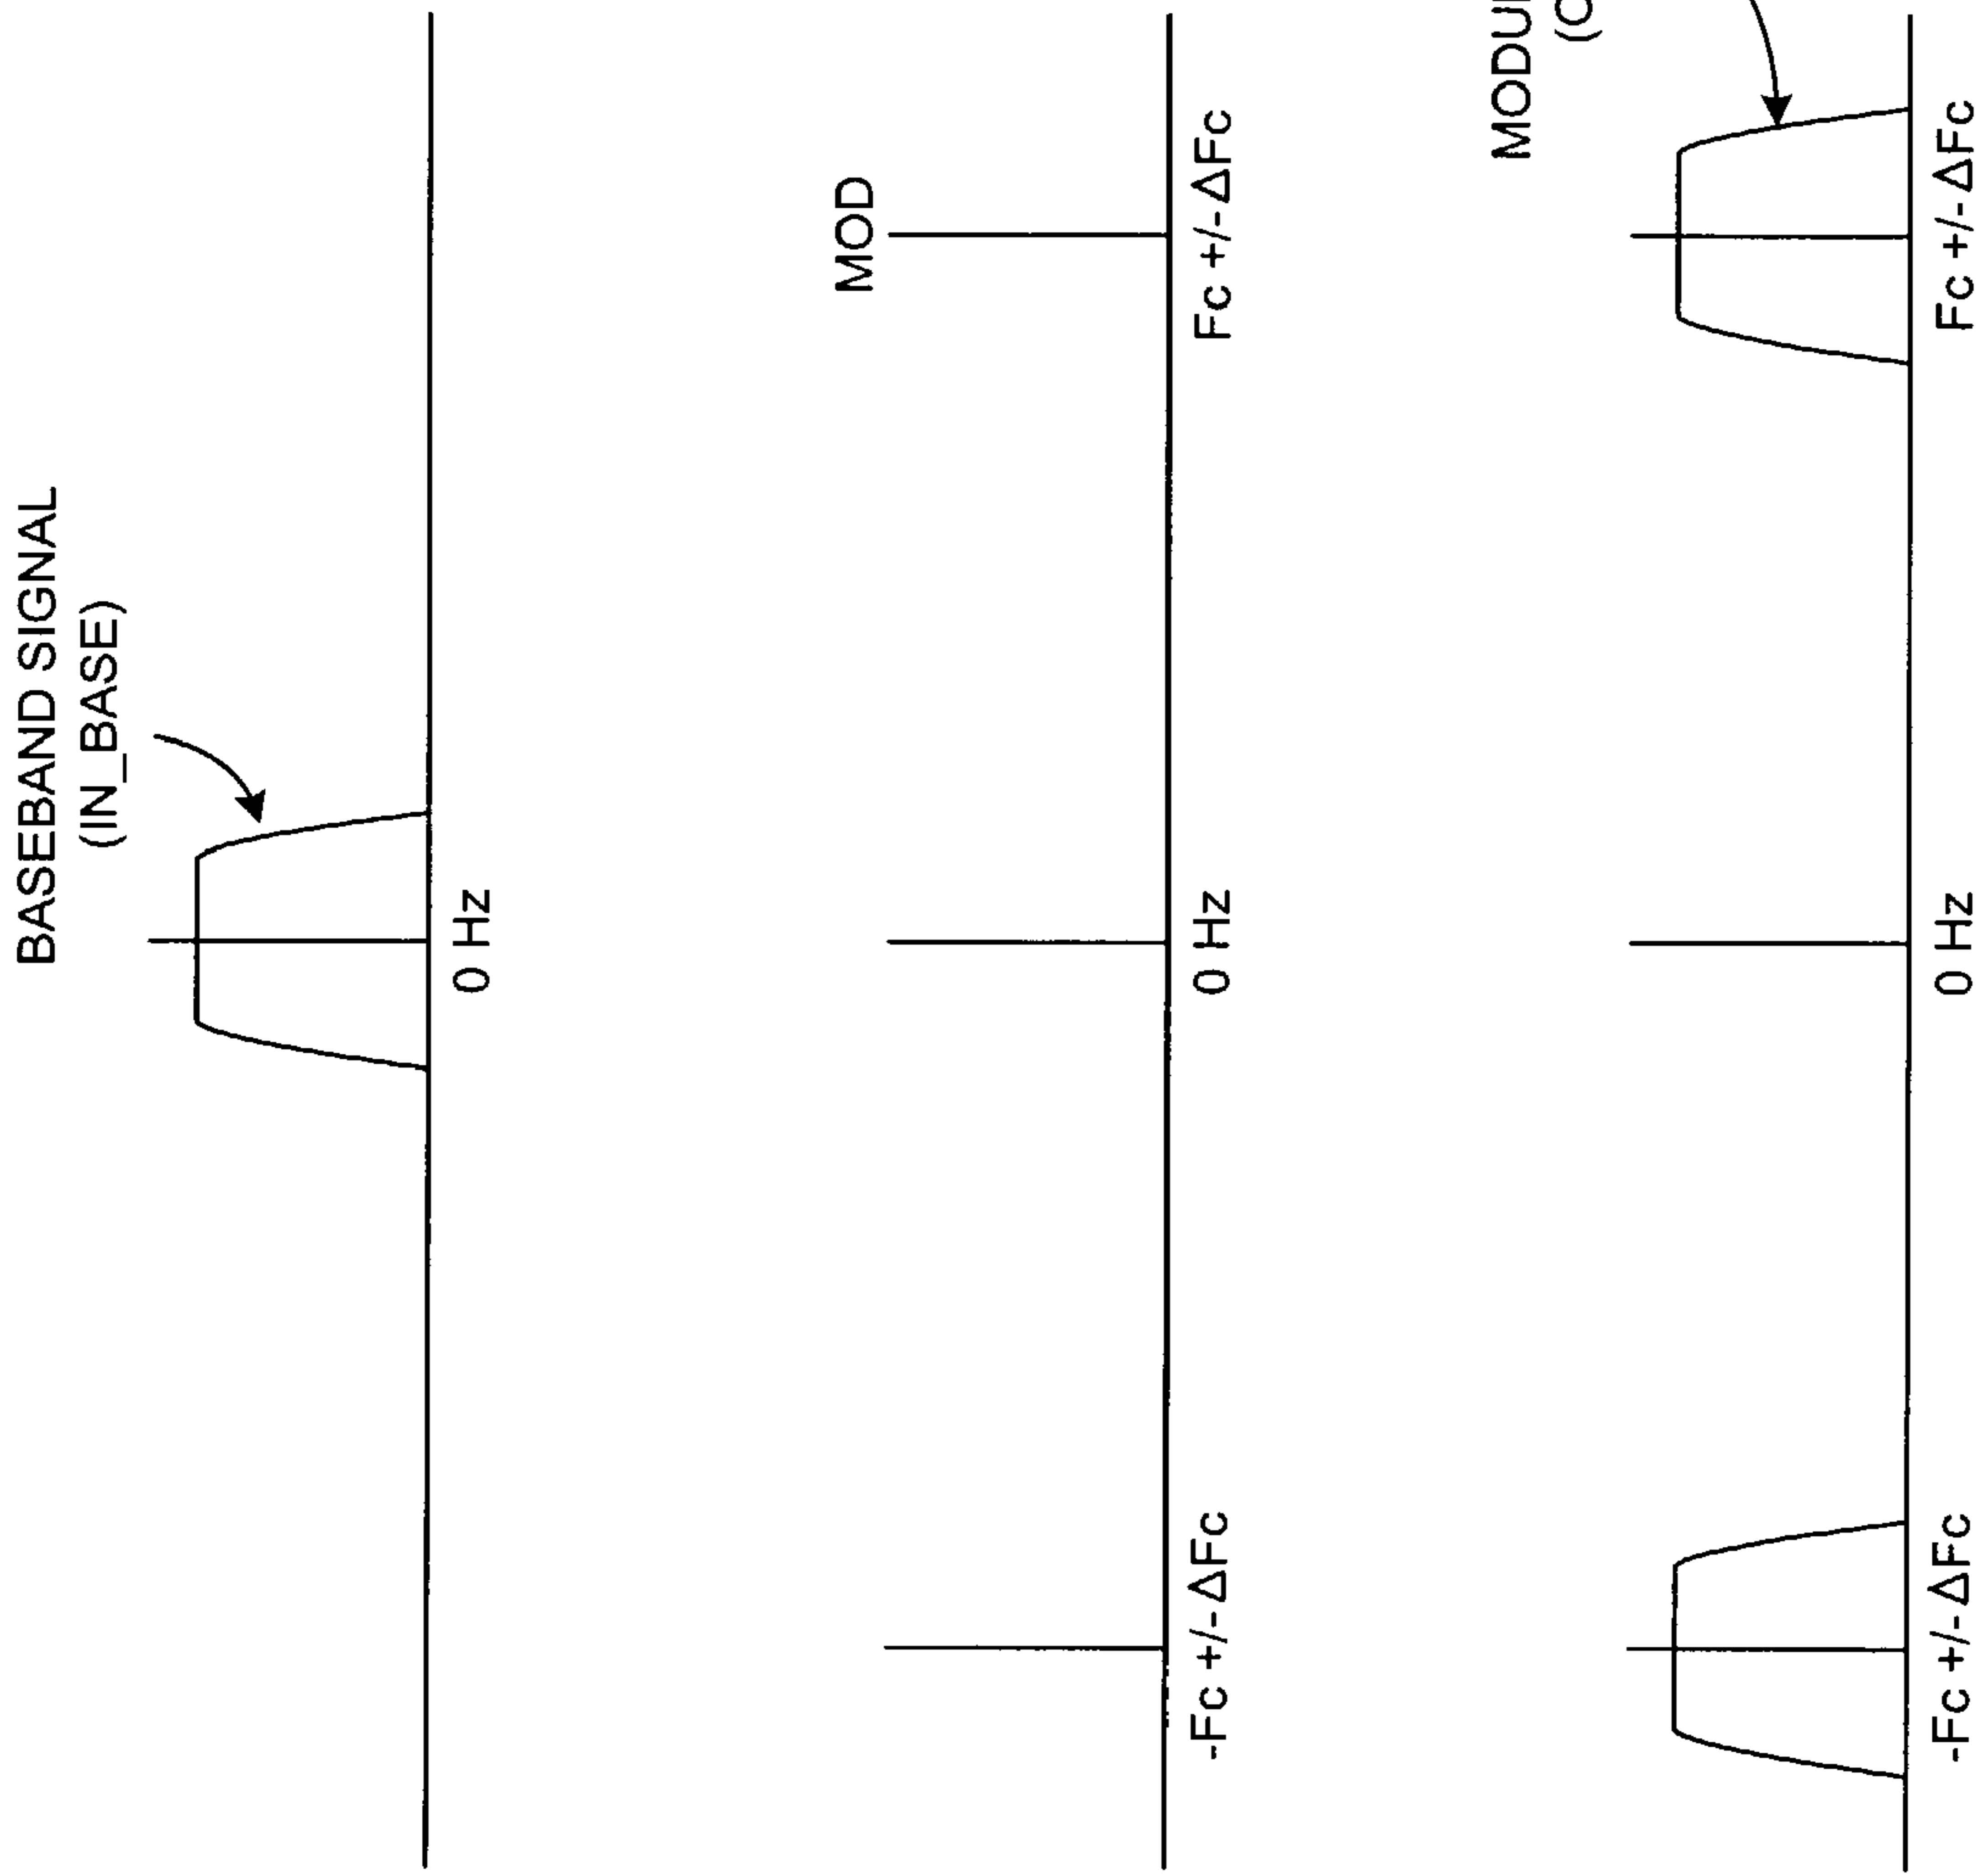 BASEBAND SIGNAL
(IN_BASE)
0 Hz
MOD
-Fc +/-ΔFc
0 Hz
Fc +/-ΔFc
-Fc +/-ΔFc
0 Hz
Fc +/-ΔFc